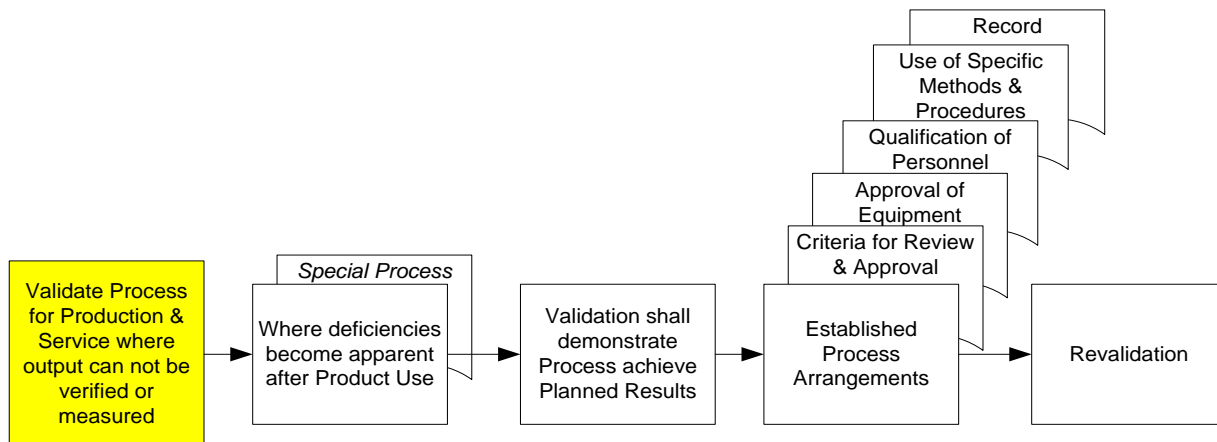 Validate Process
for Production &
Service where
output can not be
verified or
measured
Special Process
Where deficiencies
become apparent
after Product Use
Validation shall
demonstrate
Process achieve
Planned Results
Record
Use of Specific
Methods &
Procedures
Qualification of
Personnel
Approval of
Equipment
Criteria for Review
& Approval
Established
Process
Arrangements
Revalidation